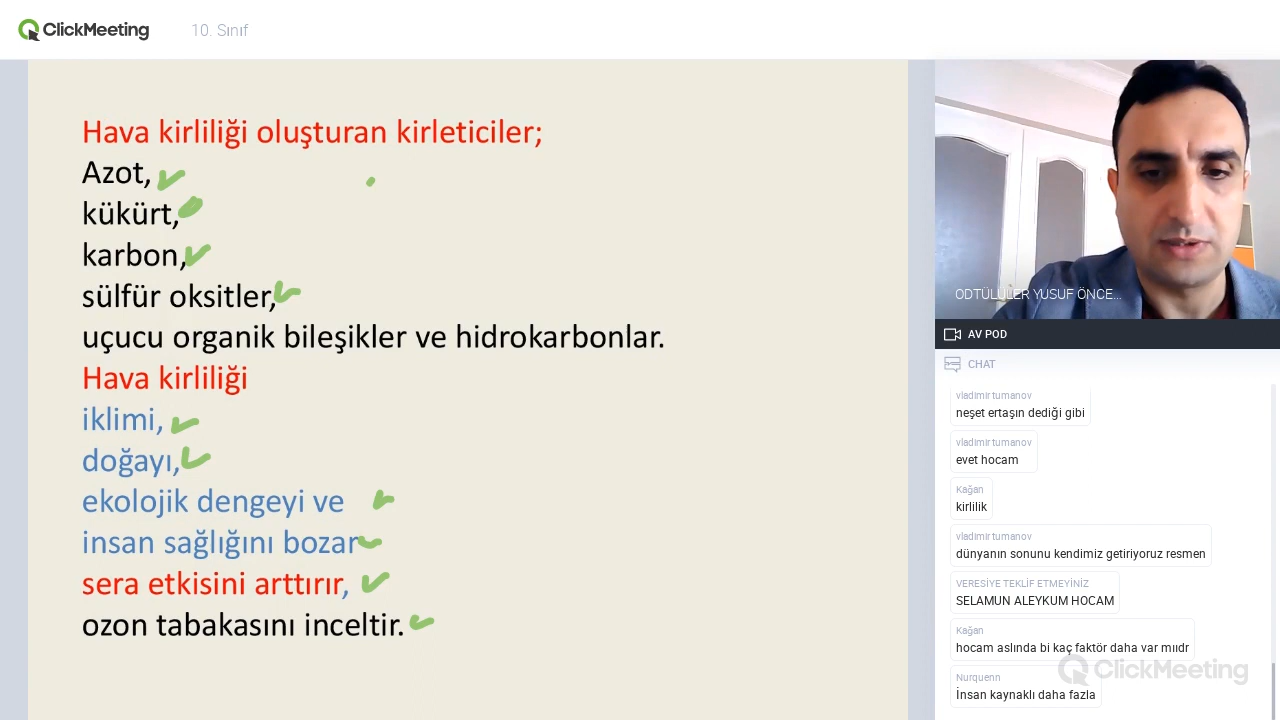 ClickMeeting
10. Sınıf
Hava kirliliği oluşturan kirleticiler;
Azot,
kükürt,
karbon,
sülfür oksitler,
uçucu organik bileşikler ve hidrokarbonlar.
Hava kirliliği
iklimi,
doğayı,
ekolojik dengeyi ve
insan sağlığını bozar
sera etkisini arttırır,
ozon tabakasını inceltir.
ODTÜLÜLER YUSUF ÖNCE...
AV POD
CHAT
vladimir tumanov
neşet ertaşın dediği gibi
vladimir tumanov
evet hocam
Kağan
kirlilik
vladimir tumanov
dünyanın sonunu kendimiz getiriyoruz resmen
VERESİYE TEKLİF ETMEYİNİZ
SELAMUN ALEYKUM HOCAM
Kağan
hocam aslında bi kaç faktör daha var mııdr
Nurquenn
İnsan kaynaklı daha fazla
ClickMeeting